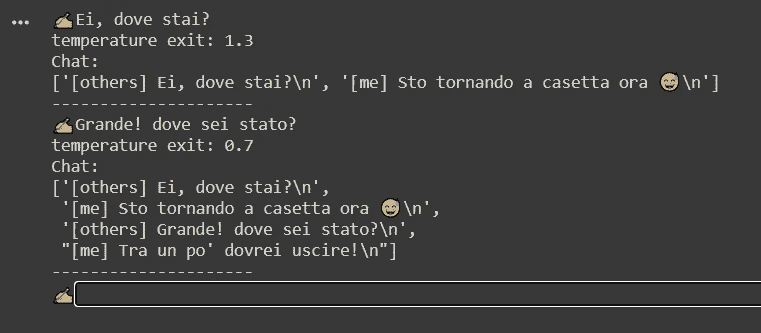 ✍🏼Ei, dove stai?
temperature exit: 1.3
Chat:
['[others] Ei, dove stai?\n', '[me] Sto tornando a casetta ora 😅\n']
---------------------
✍🏼Grande! dove sei stato?
temperature exit: 0.7
Chat:
['[others] Ei, dove stai?\n',
 '[me] Sto tornando a casetta ora 😅\n',
 '[others] Grande! dove sei stato?\n',
 "[me] Tra un po' dovrei uscire!\n"]
---------------------
✍🏼